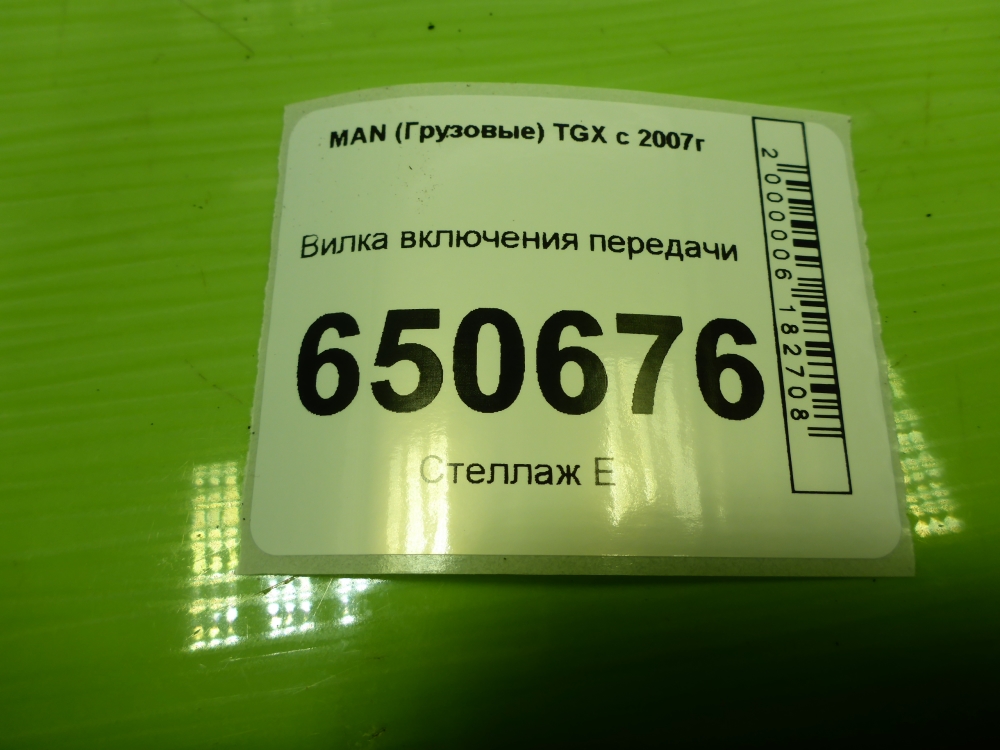 MAN (Грузовые) TGX с 2007г
Вилка включения передачи
650676
Стеллаж Е
2000006182708